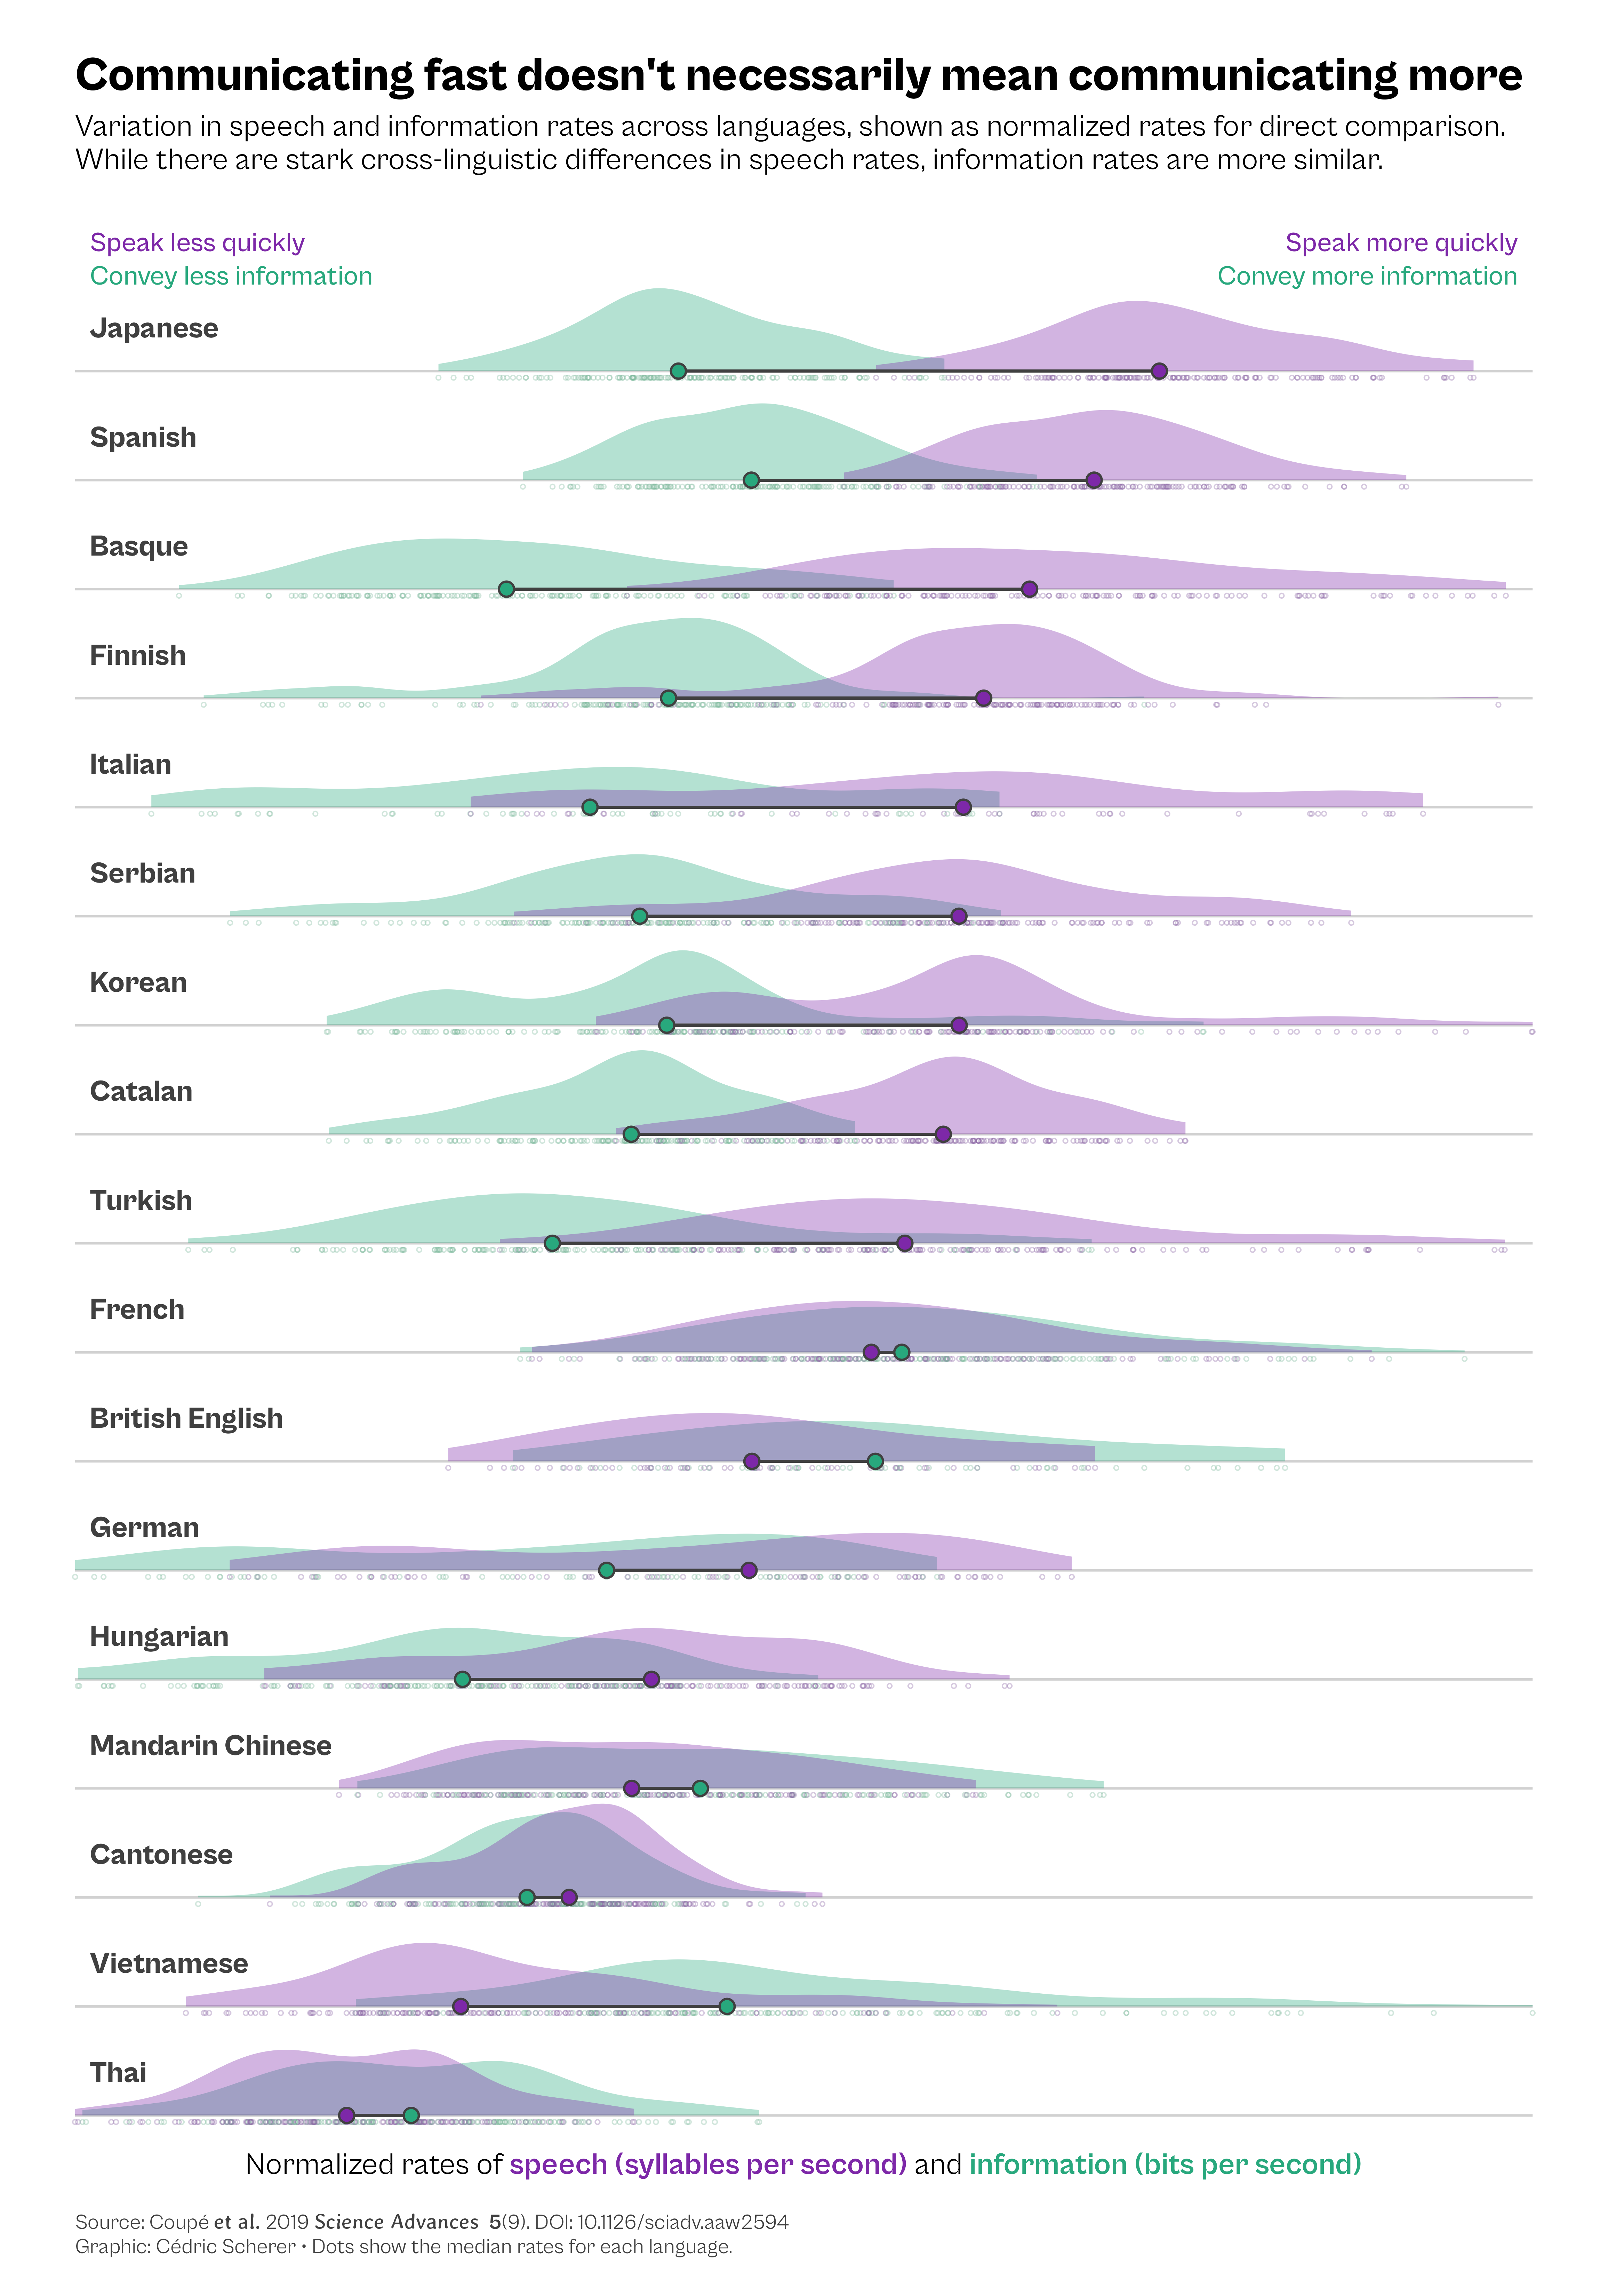 Communicating fast doesn't necessarily mean communicating more
Variation in speech and information rates across languages, shown as normalized rates for direct comparison.
While there are stark cross-linguistic differences in speech rates, information rates are more similar.
Speak less quickly
Convey less information
Speak more quickly
Convey more information
Japanese
Spanish
Basque
Finnish
Italian
Serbian
Korean
Catalan
Turkish
French
British English
German
Hungarian
Mandarin Chinese
Cantonese
Vietnamese
Thai
Normalized rates of speech (syllables per second) and information (bits per second)
Source: Coupé et al. 2019 Science Advances 5(9). DOI: 10.1126/sciadv.aaw2594
Graphic: Cédric Scherer • Dots show the median rates for each language.